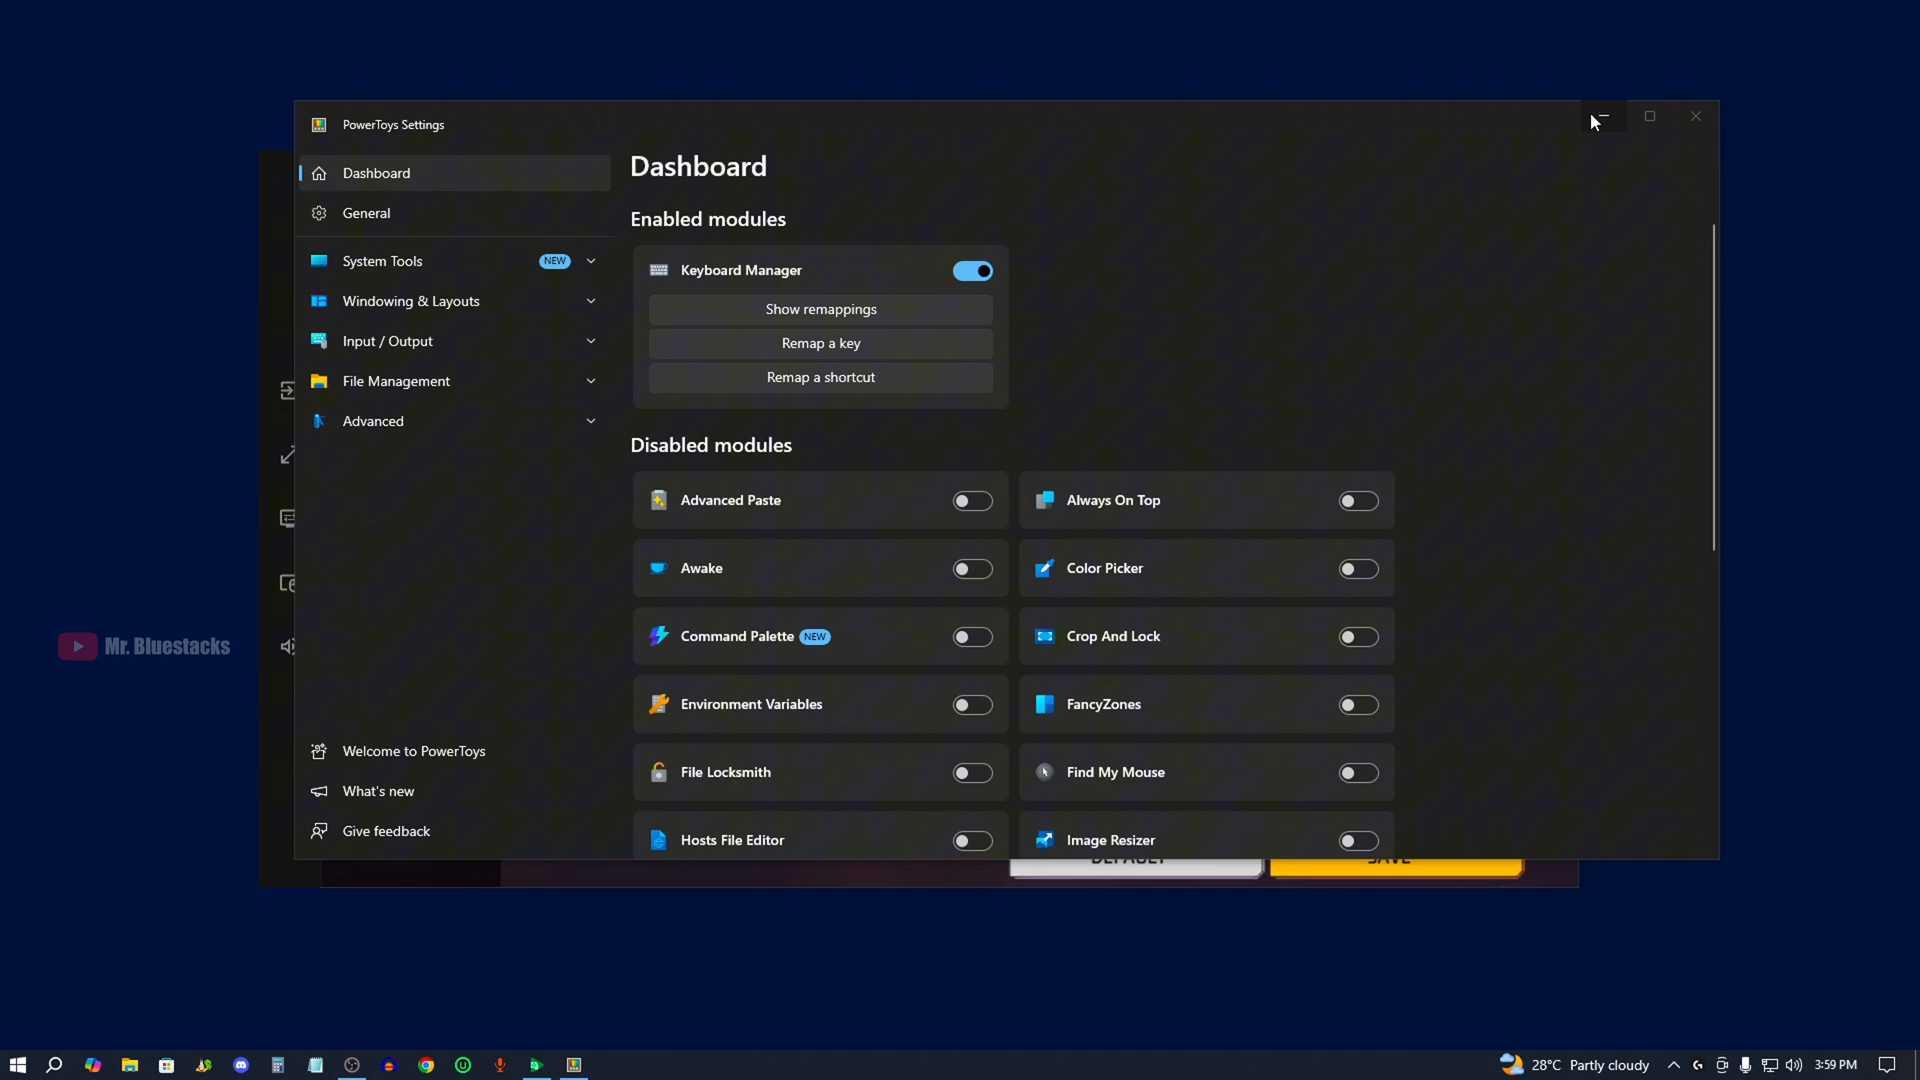 PowerToys Settings
Dashboard
General
System Tools NEW
Windowing & Layouts
Input / Output
File Management
Advanced
Welcome to PowerToys
What's new
Give feedback
Dashboard
Enabled modules
Keyboard Manager
Show remappings
Remap a key
Remap a shortcut
Disabled modules
Advanced Paste
Always On Top
Awake
Color Picker
Command Palette NEW
Crop And Lock
Environment Variables
FancyZones
File Locksmith
Find My Mouse
Hosts File Editor
Image Resizer
DEFAULT
SAVE
Mr. Bluestacks
28°C Partly cloudy
3:59 PM